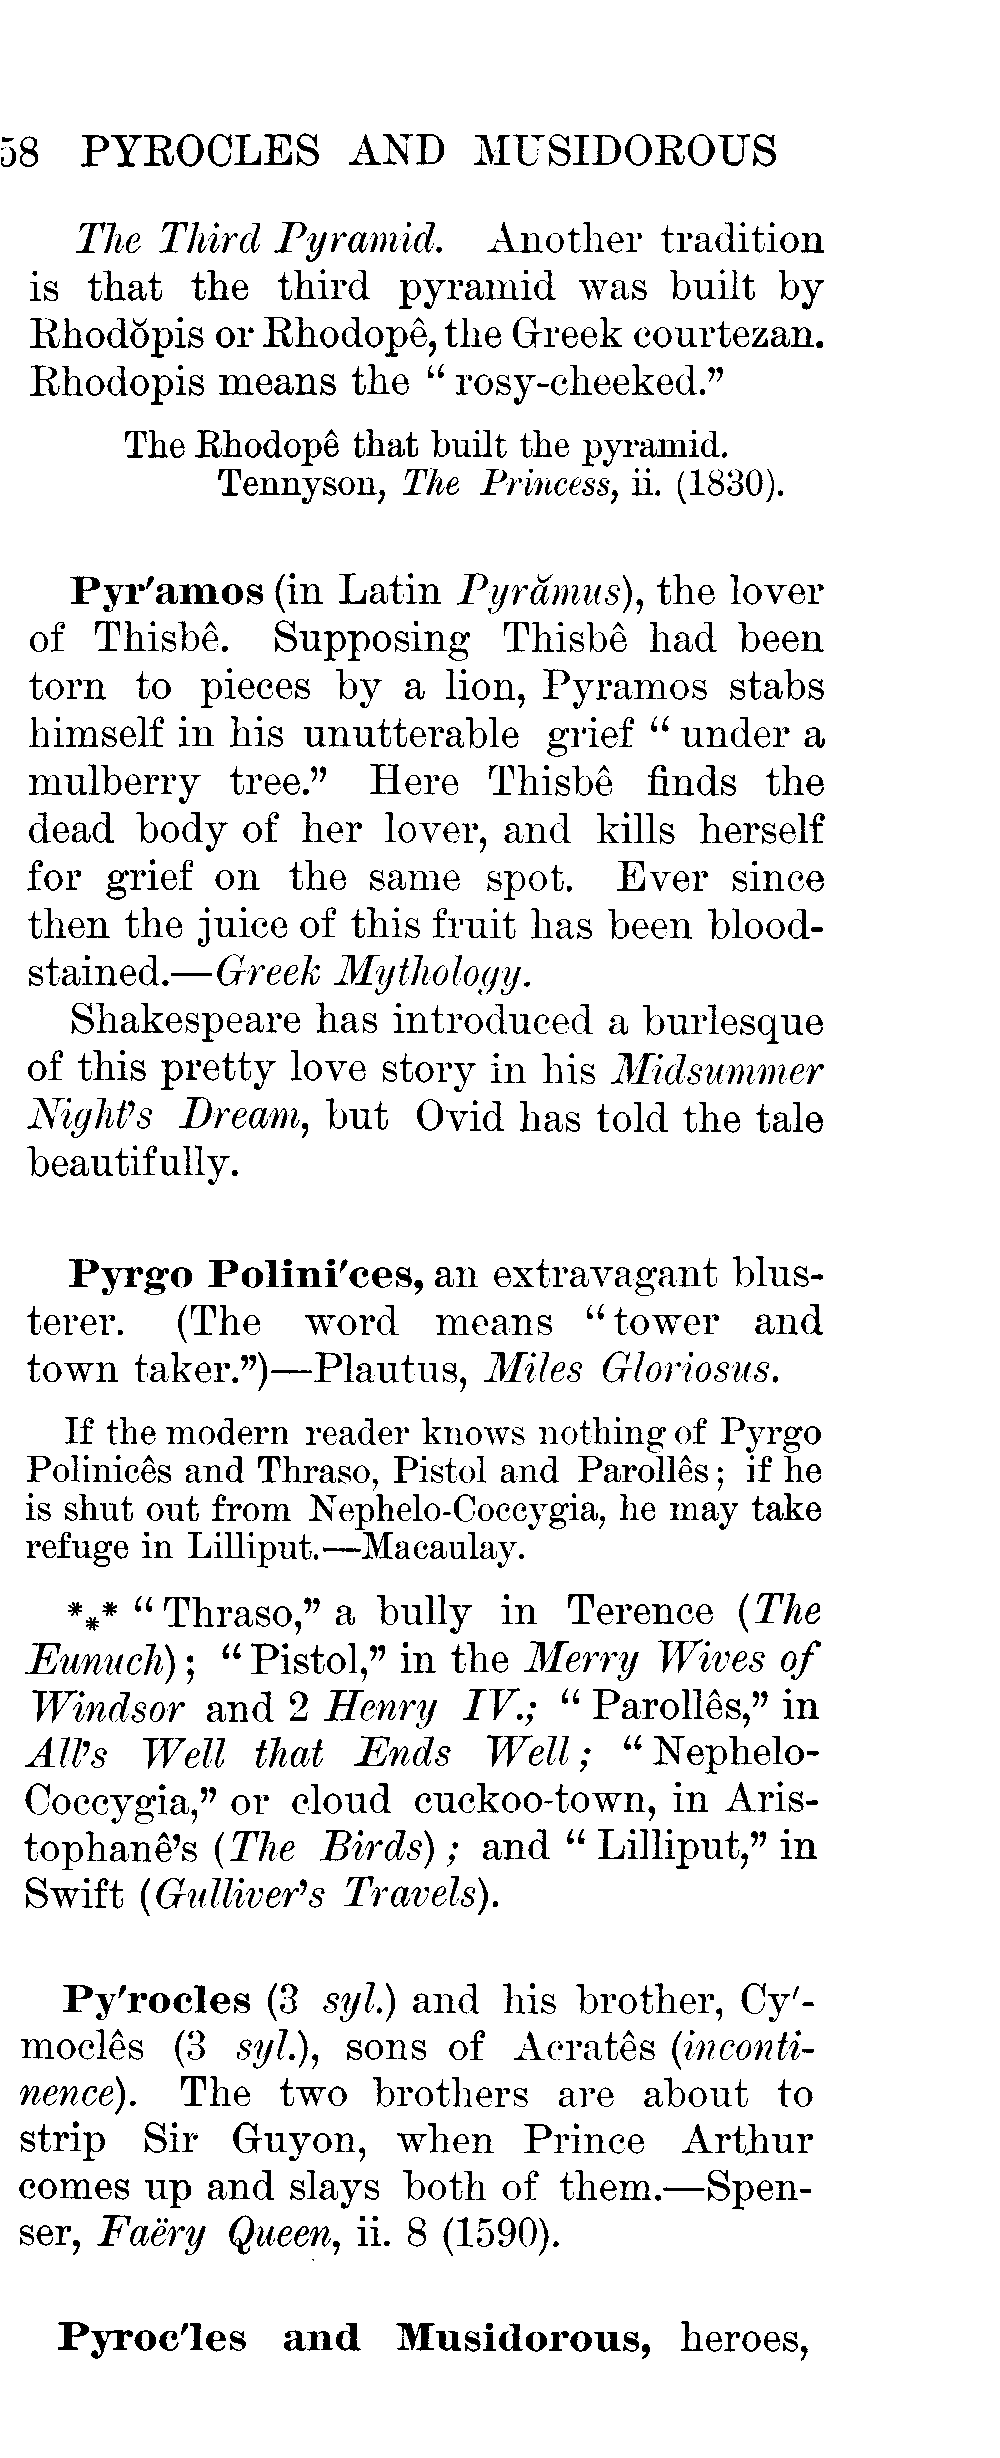 58 PYROCLES AND MUSIDOROUS
The Third Pyramid. Another tradition
is that the third pyramid was built by
Rhodŏpis or Rhodopê, the Greek courtezan.
Rhodopis means the “ rosy-cheeked.”
The Rhodopê that built the pyramid.
Tennyson, The Princess, ii. (1830).
Pyr′amos (in Latin Pyrămus), the lover
of Thisbê. Supposing Thisbê had been
torn to pieces by a lion, Pyramos stabs
himself in his unutterable grief “ under a
mulberry tree.” Here Thisbê finds the
dead body of her lover, and kills herself
for grief on the same spot. Ever since
then the juice of this fruit has been blood-
stained.—Greek Mythology.
Shakespeare has introduced a burlesque
of this pretty love story in his Midsummer
Night's Dream, but Ovid has told the tale
beautifully.
Pyrgo Polini′ces, an extravagant blus-
terer. (The word means “tower and
town taker.”)—Plautus, Miles Gloriosus.
If the modern reader knows nothing of Pyrgo
Polinicês and Thraso, Pistol and Parollês; if he
is shut out from Nephelo-Coccygia, he may take
refuge in Lilliput.—Macaulay.
*⁎* “ Thraso,” a bully in Terence (The
Eunuch); “ Pistol,” in the Merry Wives of
Windsor and 2 Henry IV.; “ Parollês,” in
All's Well that Ends Well; “ Nephelo-
Coccygia,” or cloud cuckoo-town, in Aris-
tophanê's (The Birds); and “ Lilliput,” in
Swift (Gulliver's Travels).
Py′rocles (3 syl.) and his brother, Cy′-
moclês (3 syl.), sons of Acratês (inconti-
nence). The two brothers are about to
strip Sir Guyon, when Prince Arthur
comes up and slays both of them.—Spen-
ser, Faëry Queen, ii. 8 (1590).
Pyroc′les and Musidorous, heroes,